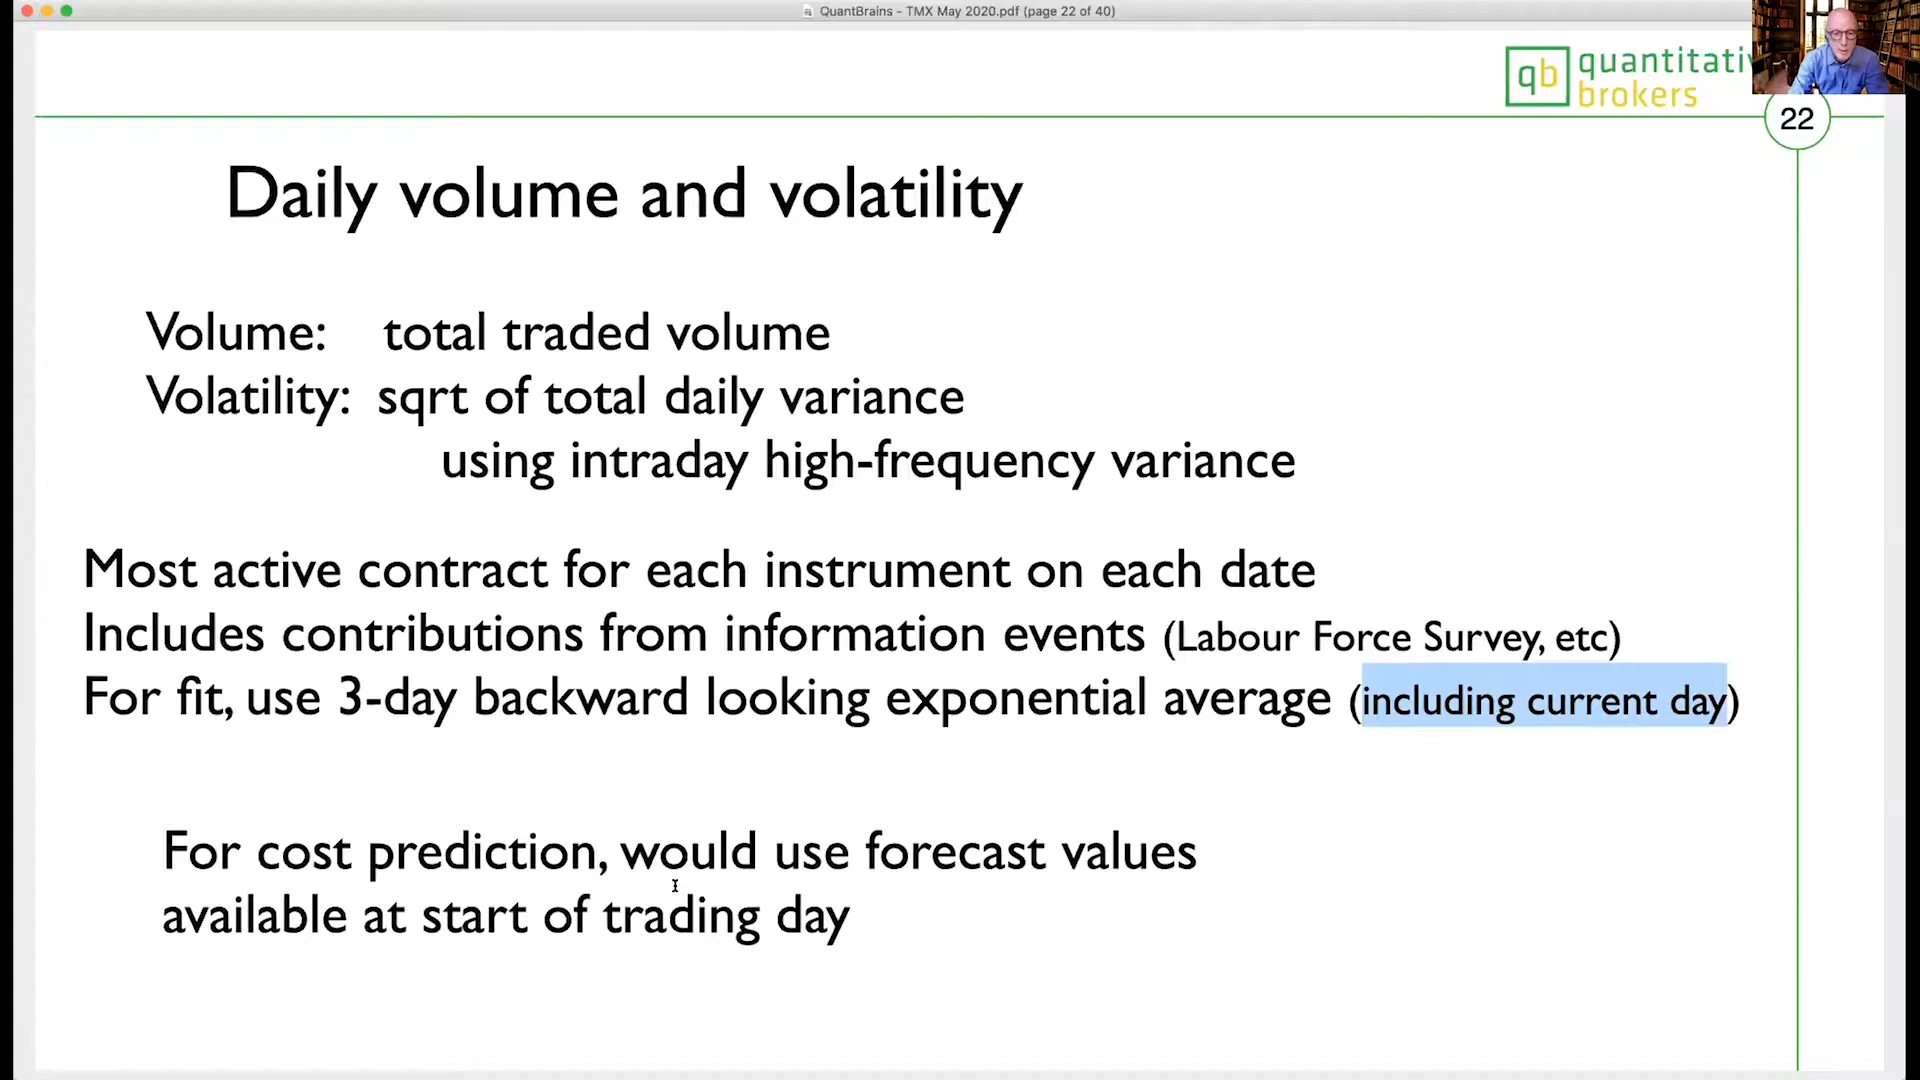 QuantBrains - TMX May 2020.pdf (page 22 of 40)
qb quantitativ
brokers
22
Daily volume and volatility
Volume: total traded volume
Volatility: sqrt of total daily variance
using intraday high-frequency variance
Most active contract for each instrument on each date
Includes contributions from information events (Labour Force Survey, etc)
For fit, use 3-day backward looking exponential average (including current day)
For cost prediction, would use forecast values
available at start of trading day